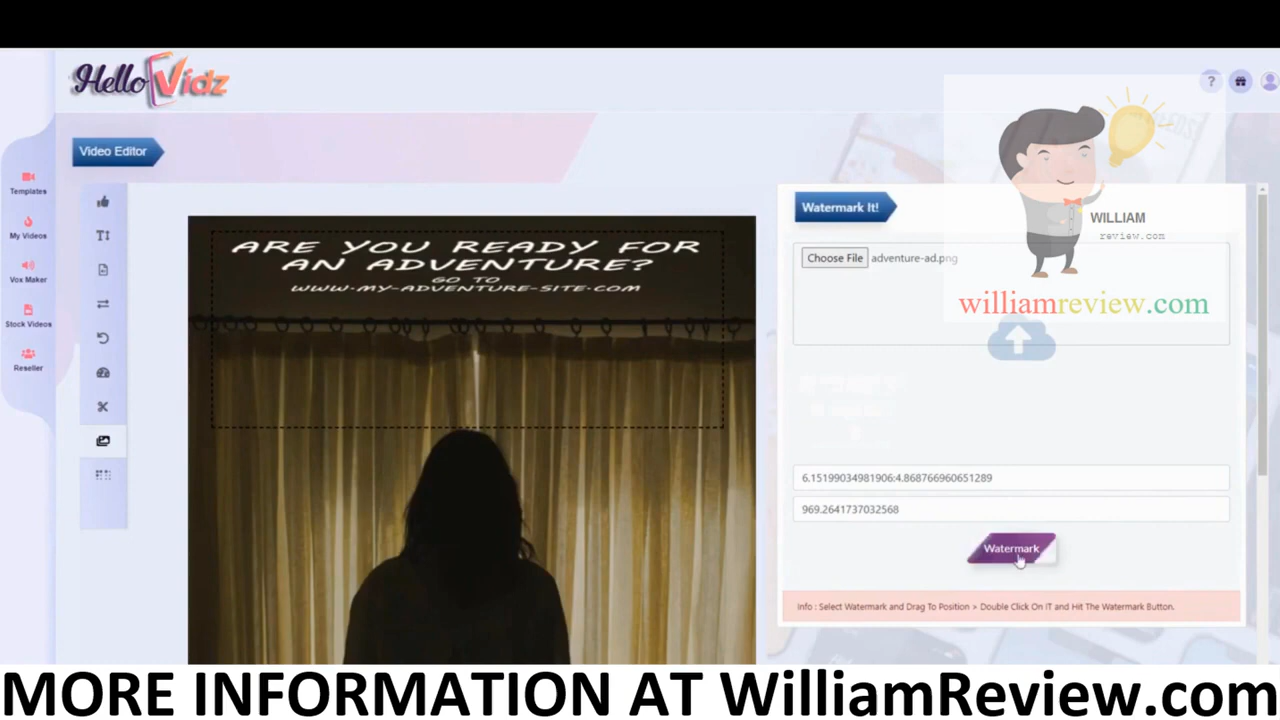 Hello Vidz
?
Video Editor
Templates
My Videos
Vox Maker
Stock Videos
Reseller
ARE YOU READY FOR
AN ADVENTURE?
GO TO
WWW.MY-ADVENTURE-SITE.COM
Watermark It!
Choose File adventure-ad.png
WILLIAM
review.com
williamreview.com
6.15199034981906:4.868766960651289
969.2641737032568
Watermark
Info : Select Watermark and Drag To Position > Double Click On IT and Hit The Watermark Button.
MORE INFORMATION AT WilliamReview.com